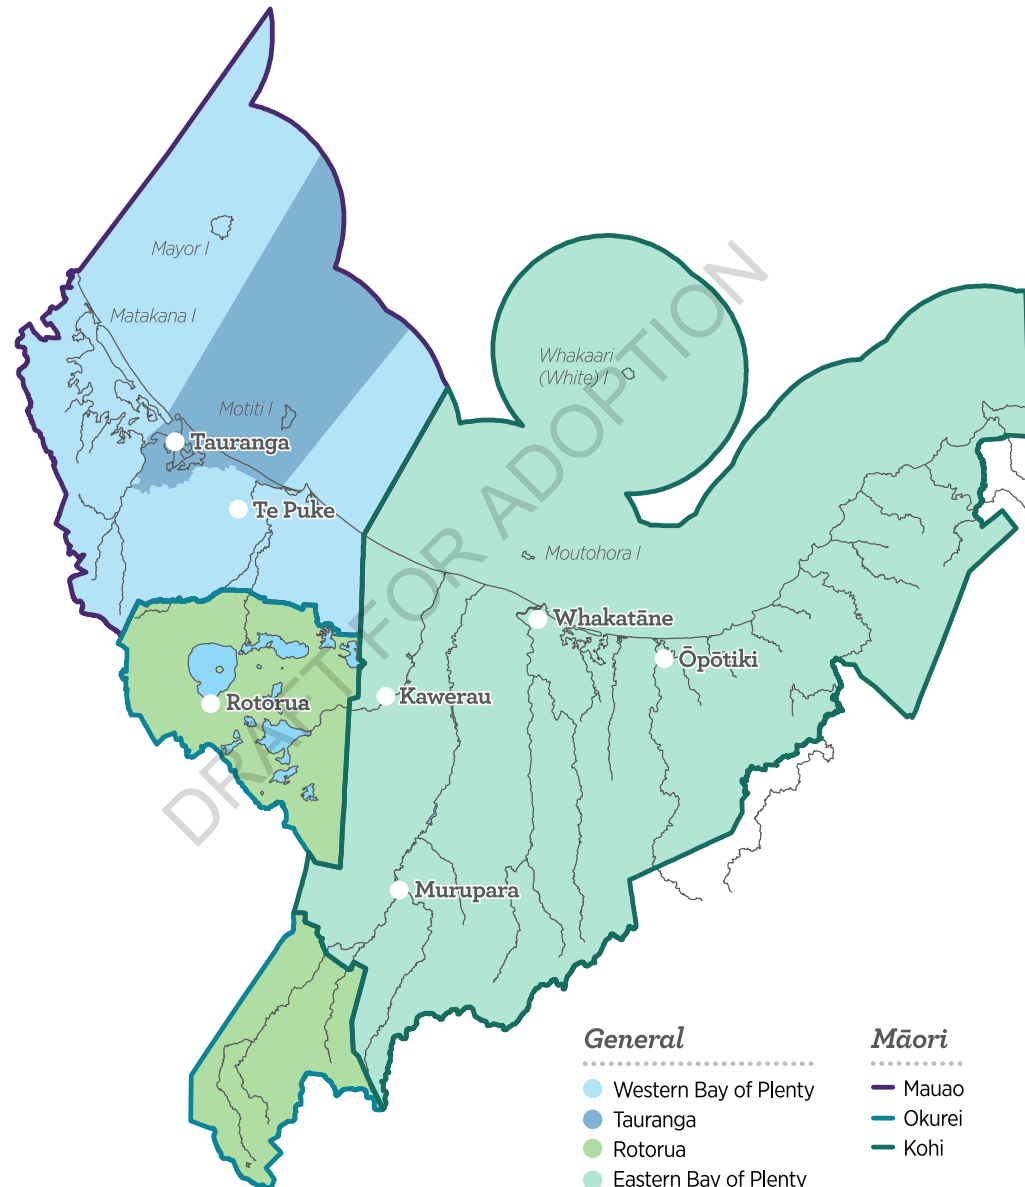 Mayor I
Matakana I
Motiti I
Tauranga
Te Puke
Whakaari
(White) I
Moutohora I
Whakatāne
Ōpōtiki
Rotorua
Kawerau
Murupara
DRAFT FOR ADOPTION
General
Western Bay of Plenty
Tauranga
Rotorua
Eastern Bay of Plenty
Māori
Mauao
Okurei
Kohi